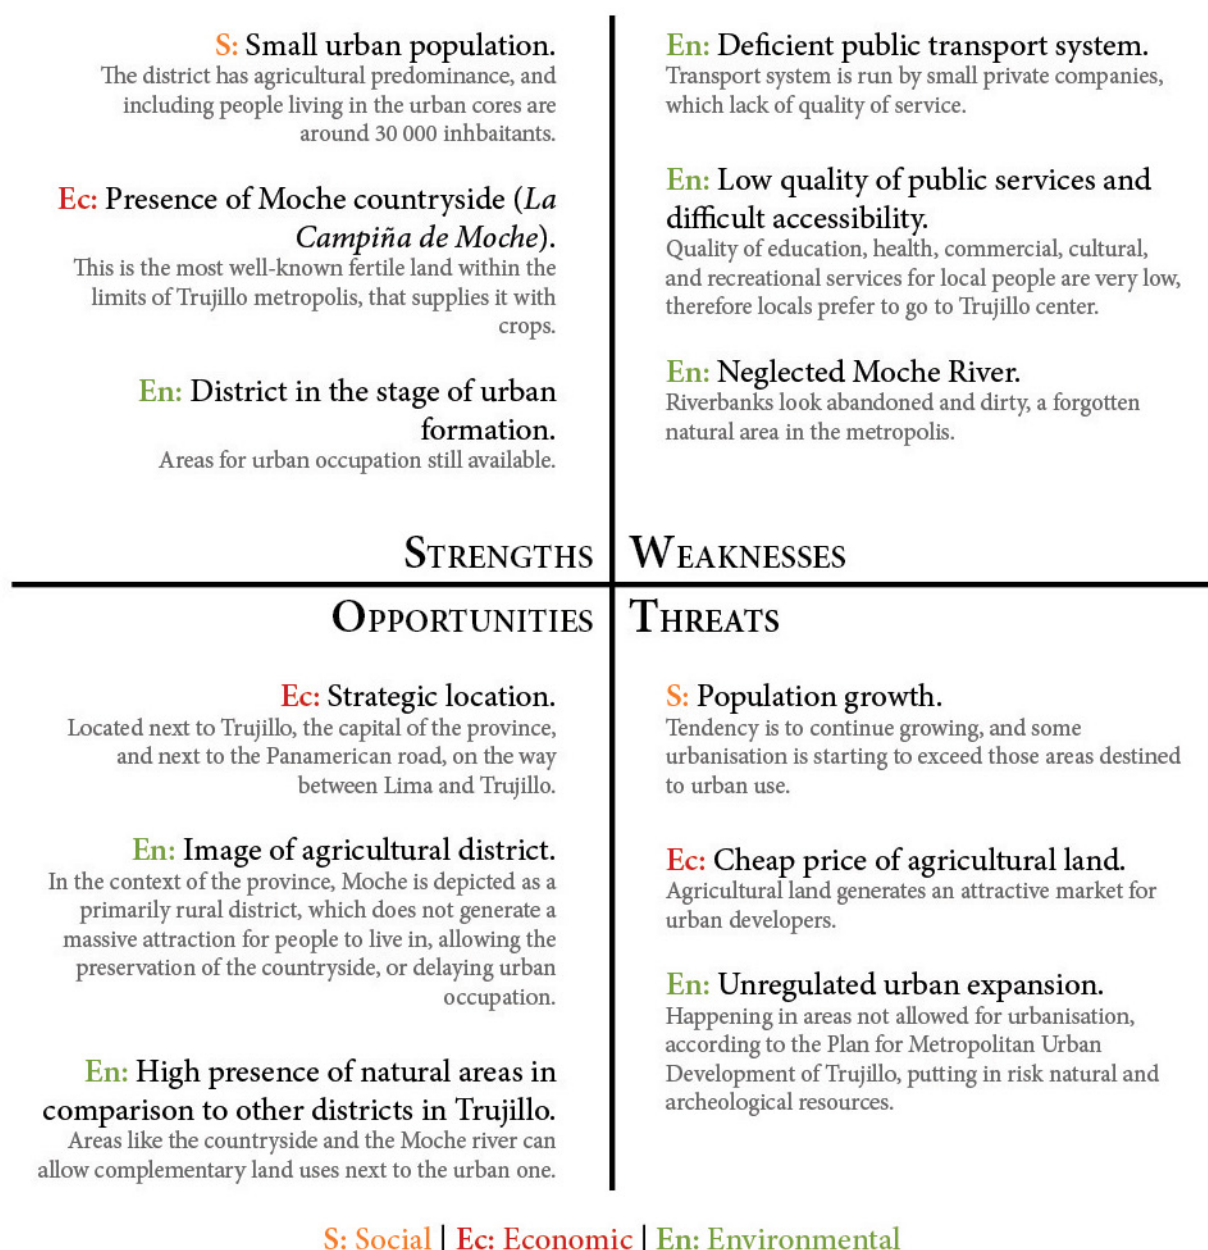 S: Small urban population.
The district has agricultural predominance, and
including people living in the urban cores are
around 30 000 inhbaitants.
Ec: Presence of Moche countryside (La
Campiña de Moche).
This is the most well-known fertile land within the
limits of Trujillo metropolis, that supplies it with
crops.
En: District in the stage of urban
formation.
Areas for urban occupation still available.
STRENGTHS
En: Deficient public transport system.
Transport system is run by small private companies,
which lack of quality of service.
En: Low quality of public services and
difficult accessibility.
Quality of education, health, commercial, cultural,
and recreational services for local people are very low,
therefore locals prefer to go to Trujillo center.
En: Neglected Moche River.
Riverbanks look abandoned and dirty, a forgotten
natural area in the metropolis.
WEAKNESSES
OPPORTUNITIES
Ec: Strategic location.
Located next to Trujillo, the capital of the province,
and next to the Panamerican road, on the way
between Lima and Trujillo.
En: Image of agricultural district.
In the context of the province, Moche is depicted as a
primarily rural district, which does not generate a
massive attraction for people to live in, allowing the
preservation of the countryside, or delaying urban
occupation.
En: High presence of natural areas in
comparison to other districts in Trujillo.
Areas like the countryside and the Moche river can
allow complementary land uses next to the urban one.
THREATS
S: Population growth.
Tendency is to continue growing, and some
urbanisation is starting to exceed those areas destined
to urban use.
Ec: Cheap price of agricultural land.
Agricultural land generates an attractive market for
urban developers.
En: Unregulated urban expansion.
Happening in areas not allowed for urbanisation,
according to the Plan for Metropolitan Urban
Development of Trujillo, putting in risk natural and
archeological resources.
S: Social | Ec: Economic | En: Environmental